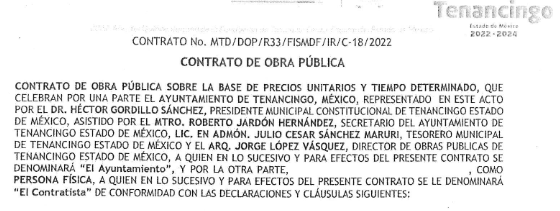 Tenancingo
Estado de México
2022 - 2024
CONTRATO No. MTD/DOP/R33/FISMDF/IR/C-18/2022
CONTRATO DE OBRA PÚBLICA
CONTRATO DE OBRA PÚBLICA SOBRE LA BASE DE PRECIOS UNITARIOS Y TIEMPO DETERMINADO, QUE
CELEBRAN POR UNA PARTE EL AYUNTAMIENTO DE TENANCINGO, MÉXICO, REPRESENTADO EN ESTE ACTO
POR EL DR. HÉCTOR GORDILLO SÁNCHEZ, PRESIDENTE MUNICIPAL CONSTITUCIONAL DE TENANCINGO ESTADO
DE MÉXICO, ASISTIDO POR EL MTRO. ROBERTO JARDÓN HERNÁNDEZ, SECRETARIO DEL AYUNTAMIENTO DE
TENANCINGO ESTADO DE MÉXICO, LIC. EN ADMÓN. JULIO CESAR SÁNCHEZ MARURI, TESORERO MUNICIPAL
DE TENANCINGO ESTADO DE MÉXICO Y EL ARQ. JORGE LÓPEZ VÁSQUEZ, DIRECTOR DE OBRAS PUBLICAS DE
TENANCINGO ESTADO DE MÉXICO, A QUIEN EN LO SUCESIVO Y PARA EFECTOS DEL PRESENTE CONTRATO SE
DENOMINARÁ "El Ayuntamiento", Y POR LA OTRA PARTE, , COMO
PERSONA FÍSICA, A QUIEN EN LO SUCESIVO Y PARA EFECTOS DEL PRESENTE CONTRATO SE LE DENOMINARÁ
"El Contratista" DE CONFORMIDAD CON LAS DECLARACIONES Y CLÁUSULAS SIGUIENTES: